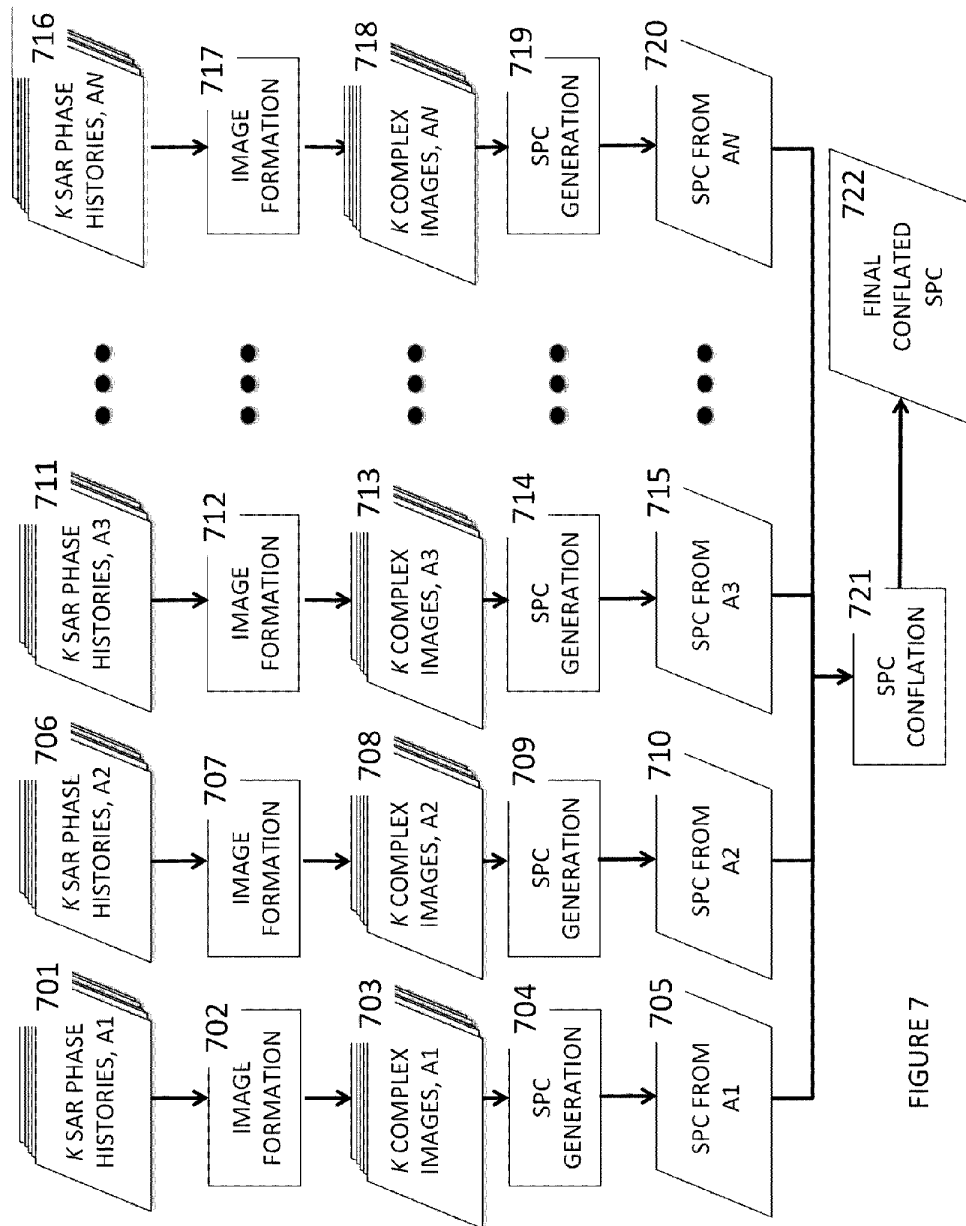 701
K SAR PHASE
HISTORIES, A1
702
IMAGE
FORMATION
703
K COMPLEX
IMAGES, A1
704
SPC
GENERATION
705
SPC FROM
A1
706
K SAR PHASE
HISTORIES, A2
707
IMAGE
FORMATION
708
K COMPLEX
IMAGES, A2
709
SPC
GENERATION
710
SPC FROM
A2
711
K SAR PHASE
HISTORIES, A3
712
IMAGE
FORMATION
713
K COMPLEX
IMAGES, A3
714
SPC
GENERATION
715
SPC FROM
A3
716
K SAR PHASE
HISTORIES, AN
717
IMAGE
FORMATION
718
K COMPLEX
IMAGES, AN
719
SPC
GENERATION
720
SPC FROM
AN
721
SPC
CONFLATION
722
FINAL
CONFLATED
SPC
FIGURE 7